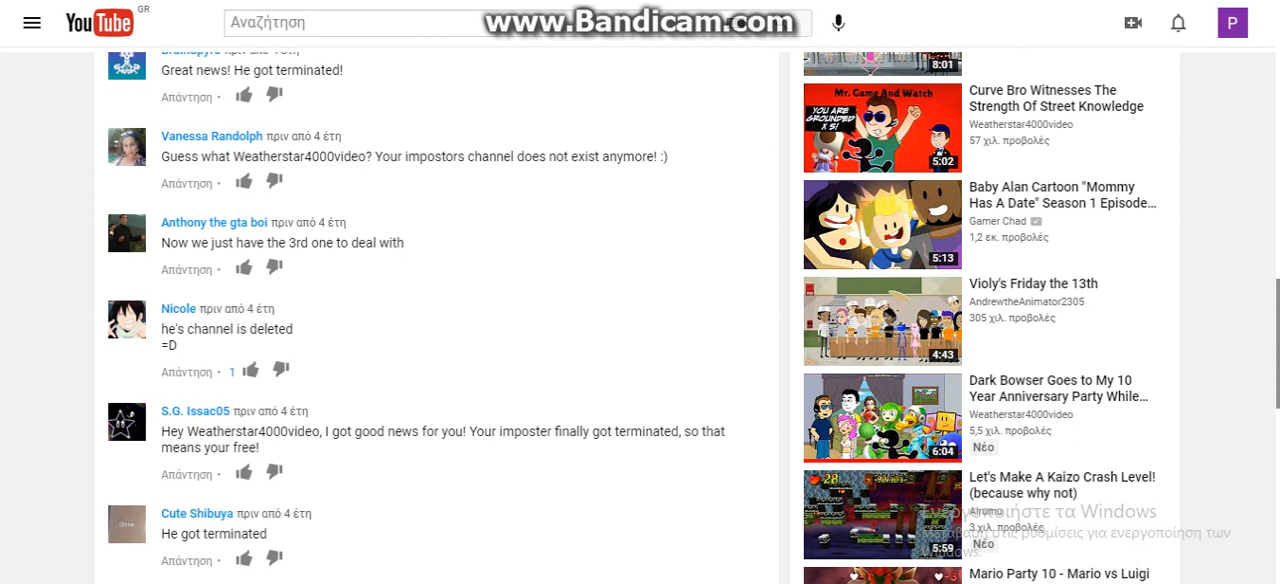 YouTube GR
Αναζήτηση
www.Bandicam.com
P
Great news! He got terminated!
Απάντηση •
Vanessa Randolph πριν από 4 έτη
Guess what Weatherstar4000video? Your impostors channel does not exist anymore! :)
Απάντηση •
Anthony the gta boi πριν από 4 έτη
Now we just have the 3rd one to deal with
Απάντηση •
Nicole πριν από 4 έτη
he's channel is deleted
=D
Απάντηση • 1
S.G. Issac05 πριν από 4 έτη
Hey Weatherstar4000video, I got good news for you! Your imposter finally got terminated, so that
means your free!
Απάντηση •
Cute Shibuya πριν από 4 έτη
He got terminated
Απάντηση •
8:01
Mr. Game And Watch
YOU ARE
GROUNDED
X 5!
5:02
Curve Bro Witnesses The
Strength Of Street Knowledge
Weatherstar4000video
57 χιλ. προβολές
5:13
Baby Alan Cartoon "Mommy
Has A Date" Season 1 Episode...
Gamer Chad
1,2 εκ. προβολές
4:43
Violy's Friday the 13th
AndrewtheAnimator2305
305 χιλ. προβολές
6:04
Dark Bowser Goes to My 10
Year Anniversary Party While...
Weatherstar4000video
5,5 χιλ. προβολές
Νέο
28
5:59
Let's Make A Kaizo Crash Level!
(because why not)
3 χιλ. προβολές
Νέο
τα Windows
στις ρυθμίσεις για ενεργοποίηση των
Windows.
Mario Party 10 - Mario vs Luigi